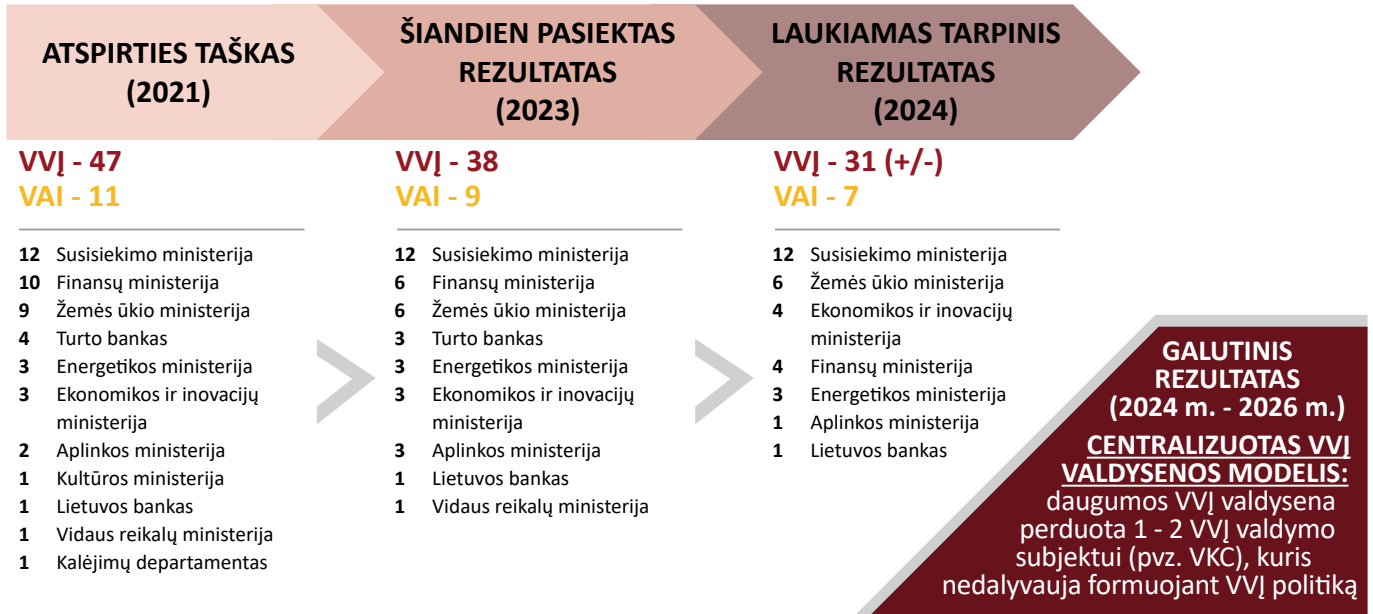 ATSPIRTIES TAŠKAS
(2021)
ŠIANDIEN PASIEKTAS
REZULTATAS
(2023)
LAUKIAMAS TARPINIS
REZULTATAS
(2024)
VVĮ - 47
VAI - 11
12 Susisiekimo ministerija
10 Finansų ministerija
9 Žemės ūkio ministerija
4 Turto bankas
3 Energetikos ministerija
3 Ekonomikos ir inovacijų
ministerija
2 Aplinkos ministerija
1 Kultūros ministerija
1 Lietuvos bankas
1 Vidaus reikalų ministerija
1 Kalėjimų departamentas
VVĮ - 38
VAI - 9
12 Susisiekimo ministerija
6 Finansų ministerija
6 Žemės ūkio ministerija
3 Turto bankas
3 Energetikos ministerija
3 Ekonomikos ir inovacijų
ministerija
3 Aplinkos ministerija
1 Lietuvos bankas
1 Vidaus reikalų ministerija
VVĮ - 31 (+/-)
VAI - 7
12 Susisiekimo ministerija
6 Žemės ūkio ministerija
4 Ekonomikos ir inovacijų
ministerija
4 Finansų ministerija
3 Energetikos ministerija
1 Aplinkos ministerija
1 Lietuvos bankas
GALUTINIS
REZULTATAS
(2024 m. - 2026 m.)
CENTRALIZUOTAS VVĮ
VALDYSENOS MODELIS:
daugumos VVĮ valdysena
perduota 1 - 2 VVĮ valdymo
subjektui (pvz. VKC), kuris
nedalyvauja formuojant VVĮ politiką